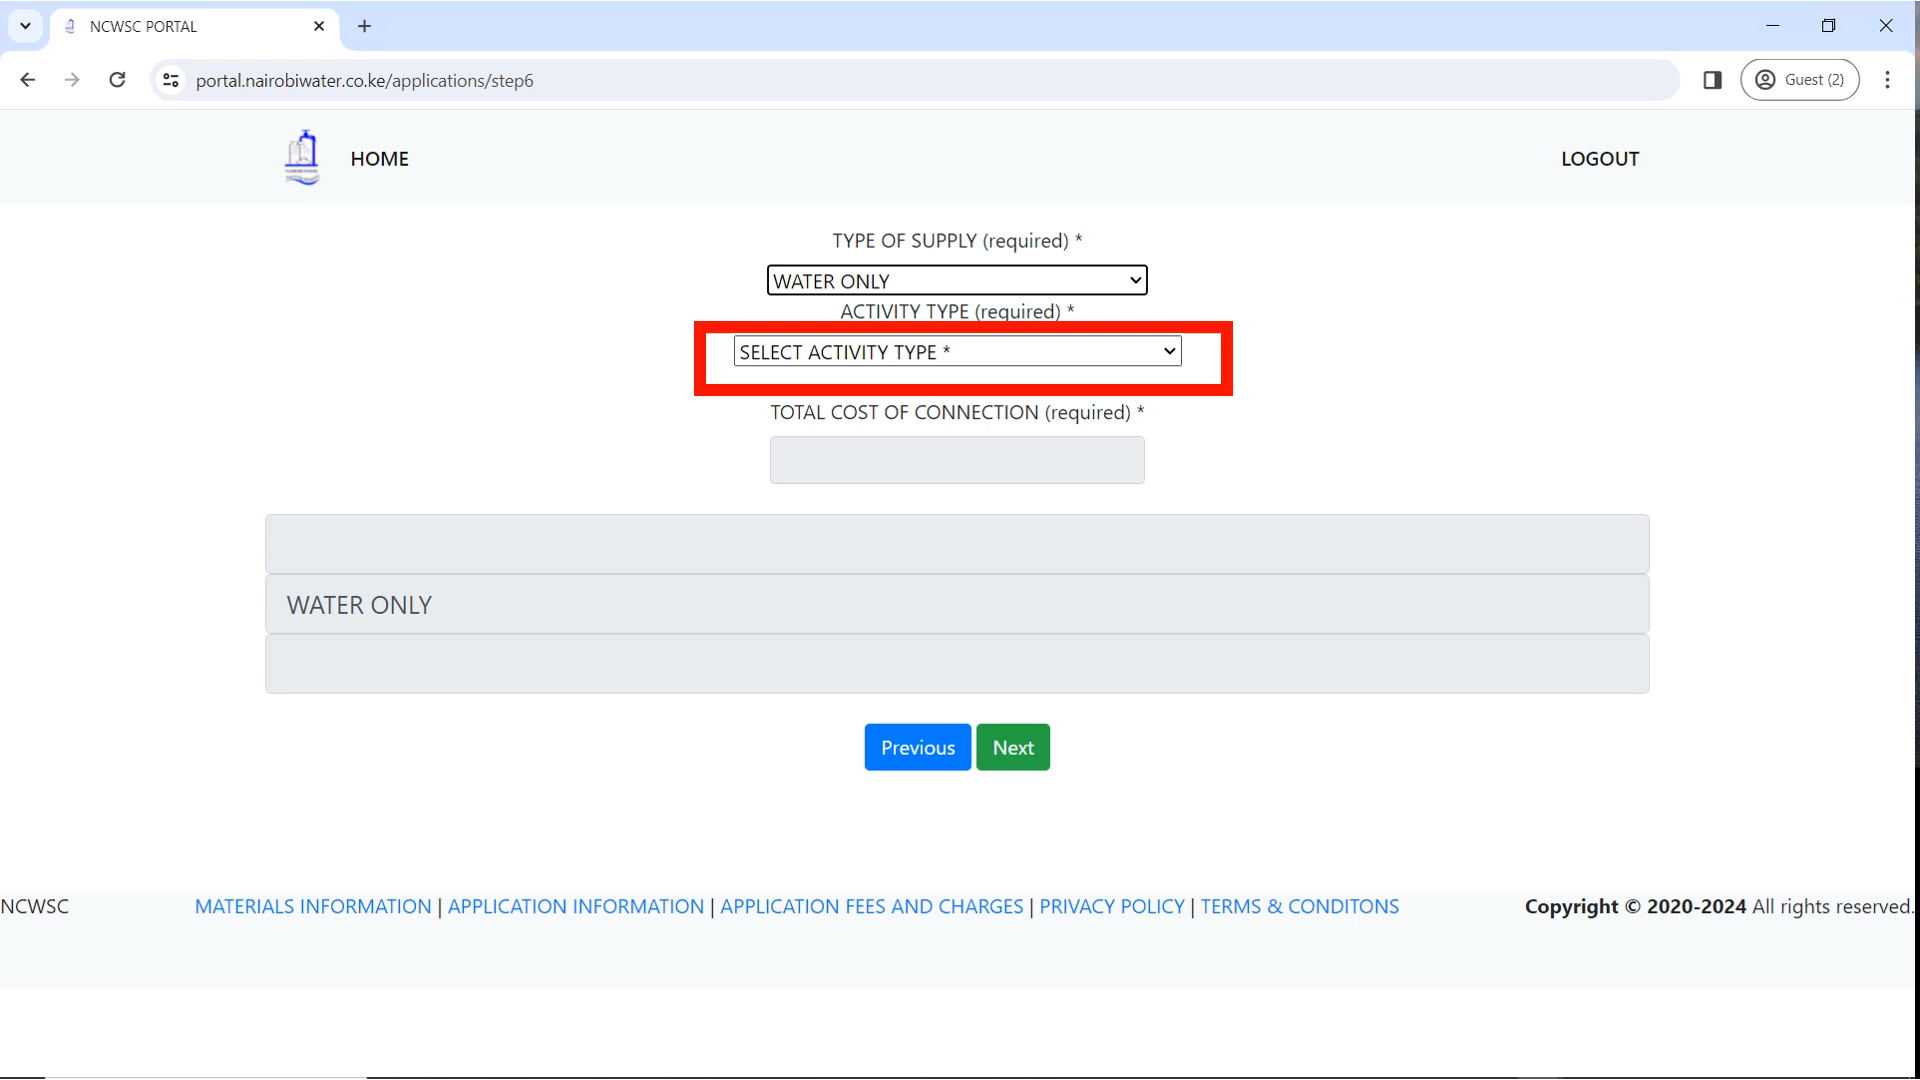 NCWSC PORTAL
portal.nairobiwater.co.ke/applications/step6
Guest (2)
HOME
LOGOUT
TYPE OF SUPPLY (required) *
WATER ONLY
ACTIVITY TYPE (required) *
SELECT ACTIVITY TYPE *
TOTAL COST OF CONNECTION (required) *
WATER ONLY
Previous
Next
NCWSC
MATERIALS INFORMATION | APPLICATION INFORMATION | APPLICATION FEES AND CHARGES | PRIVACY POLICY | TERMS & CONDITONS
Copyright © 2020-2024 All rights reserved.